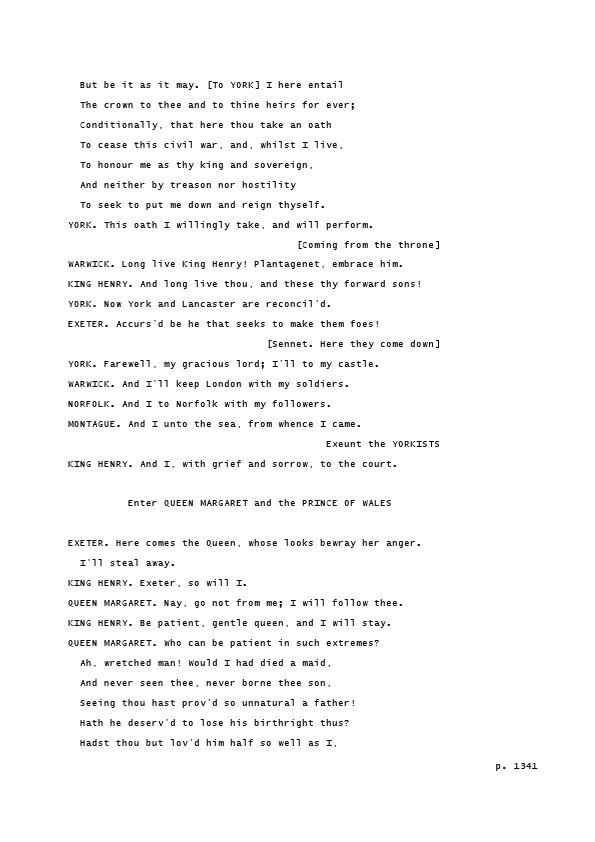 But be it as it may. [To YORK] I here entail
The crown to thee and to thine heirs for ever;
Conditionally, that here thou take an oath
To cease this civil war, and, whilst I live,
To honour me as thy king and sovereign,
And neither by treason nor hostility
To seek to put me down and reign thyself.
YORK. This oath I willingly take, and will perform.
[Coming from the throne]
WARWICK. Long live King Henry! Plantagenet, embrace him.
KING HENRY. And long live thou, and these thy forward sons!
YORK. Now York and Lancaster are reconcil'd.
EXETER. Accurs'd be he that seeks to make them foes!
[Sennet. Here they come down]
YORK. Farewell, my gracious lord; I'll to my castle.
WARWICK. And I'll keep London with my soldiers.
NORFOLK. And I to Norfolk with my followers.
MONTAGUE. And I unto the sea, from whence I came.
Exeunt the YORKISTS
KING HENRY. And I, with grief and sorrow, to the court.
Enter QUEEN MARGARET and the PRINCE OF WALES
EXETER. Here comes the Queen, whose looks bewray her anger.
I'll steal away.
KING HENRY. Exeter, so will I.
QUEEN MARGARET. Nay, go not from me; I will follow thee.
KING HENRY. Be patient, gentle queen, and I will stay.
QUEEN MARGARET. Who can be patient in such extremes?
Ah, wretched man! Would I had died a maid,
And never seen thee, never borne thee son,
Seeing thou hast prov'd so unnatural a father!
Hath he deserv'd to lose his birthright thus?
Hadst thou but lov'd him half so well as I,
p. 1341